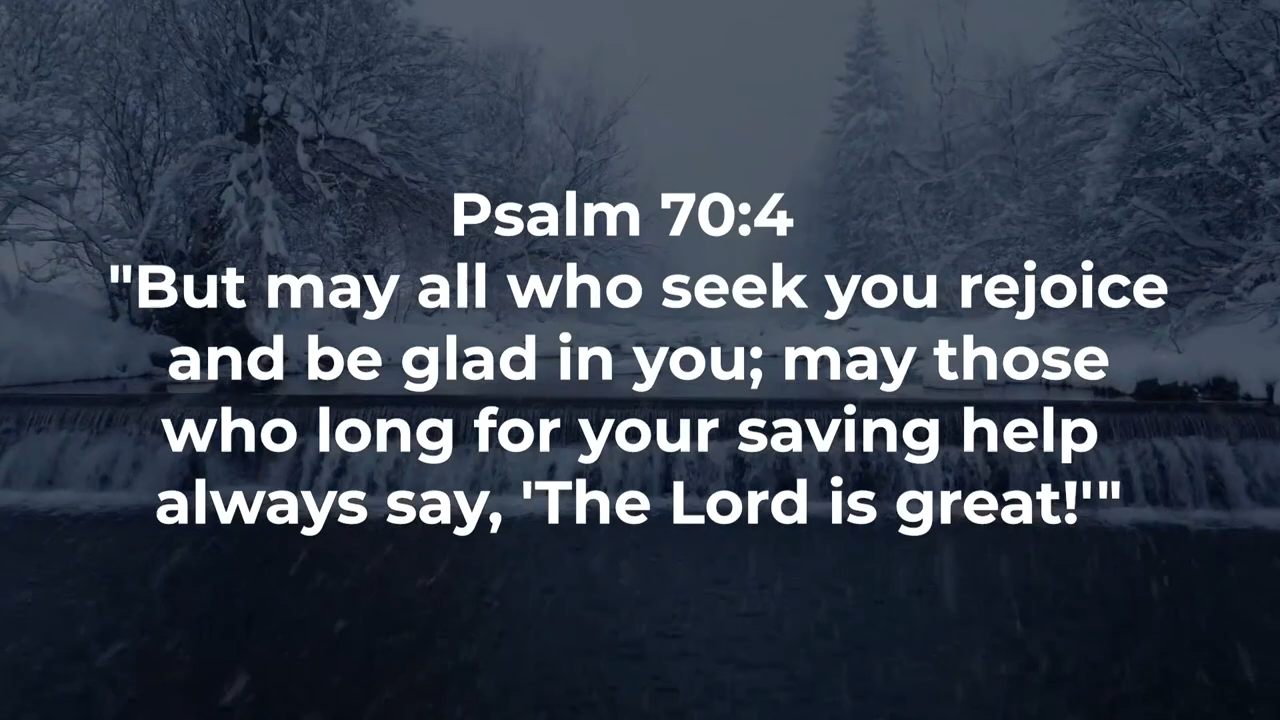 Psalm 70:4
"But may all who seek you rejoice
and be glad in you; may those
who long for your saving help
always say, 'The Lord is great!'"